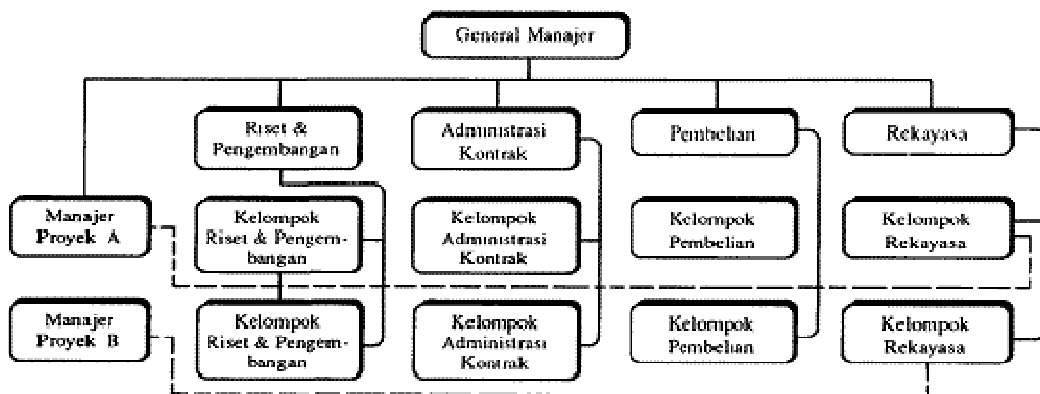 General Manajer
Riset &
Pengembangan
Administrasi
Kontrak
Pembelian
Rekayasa
Manajer
Proyek A
Kelompok
Riset & Pengem-
bangan
Kelompok
Administrasi
Kontrak
Kelompok
Pembelian
Kelompok
Rekayasa
Manajer
Proyek B
Kelompok
Riset & Pengem-
bangan
Kelompok
Administrasi
Kontrak
Kelompok
Pembelian
Kelompok
Rekayasa